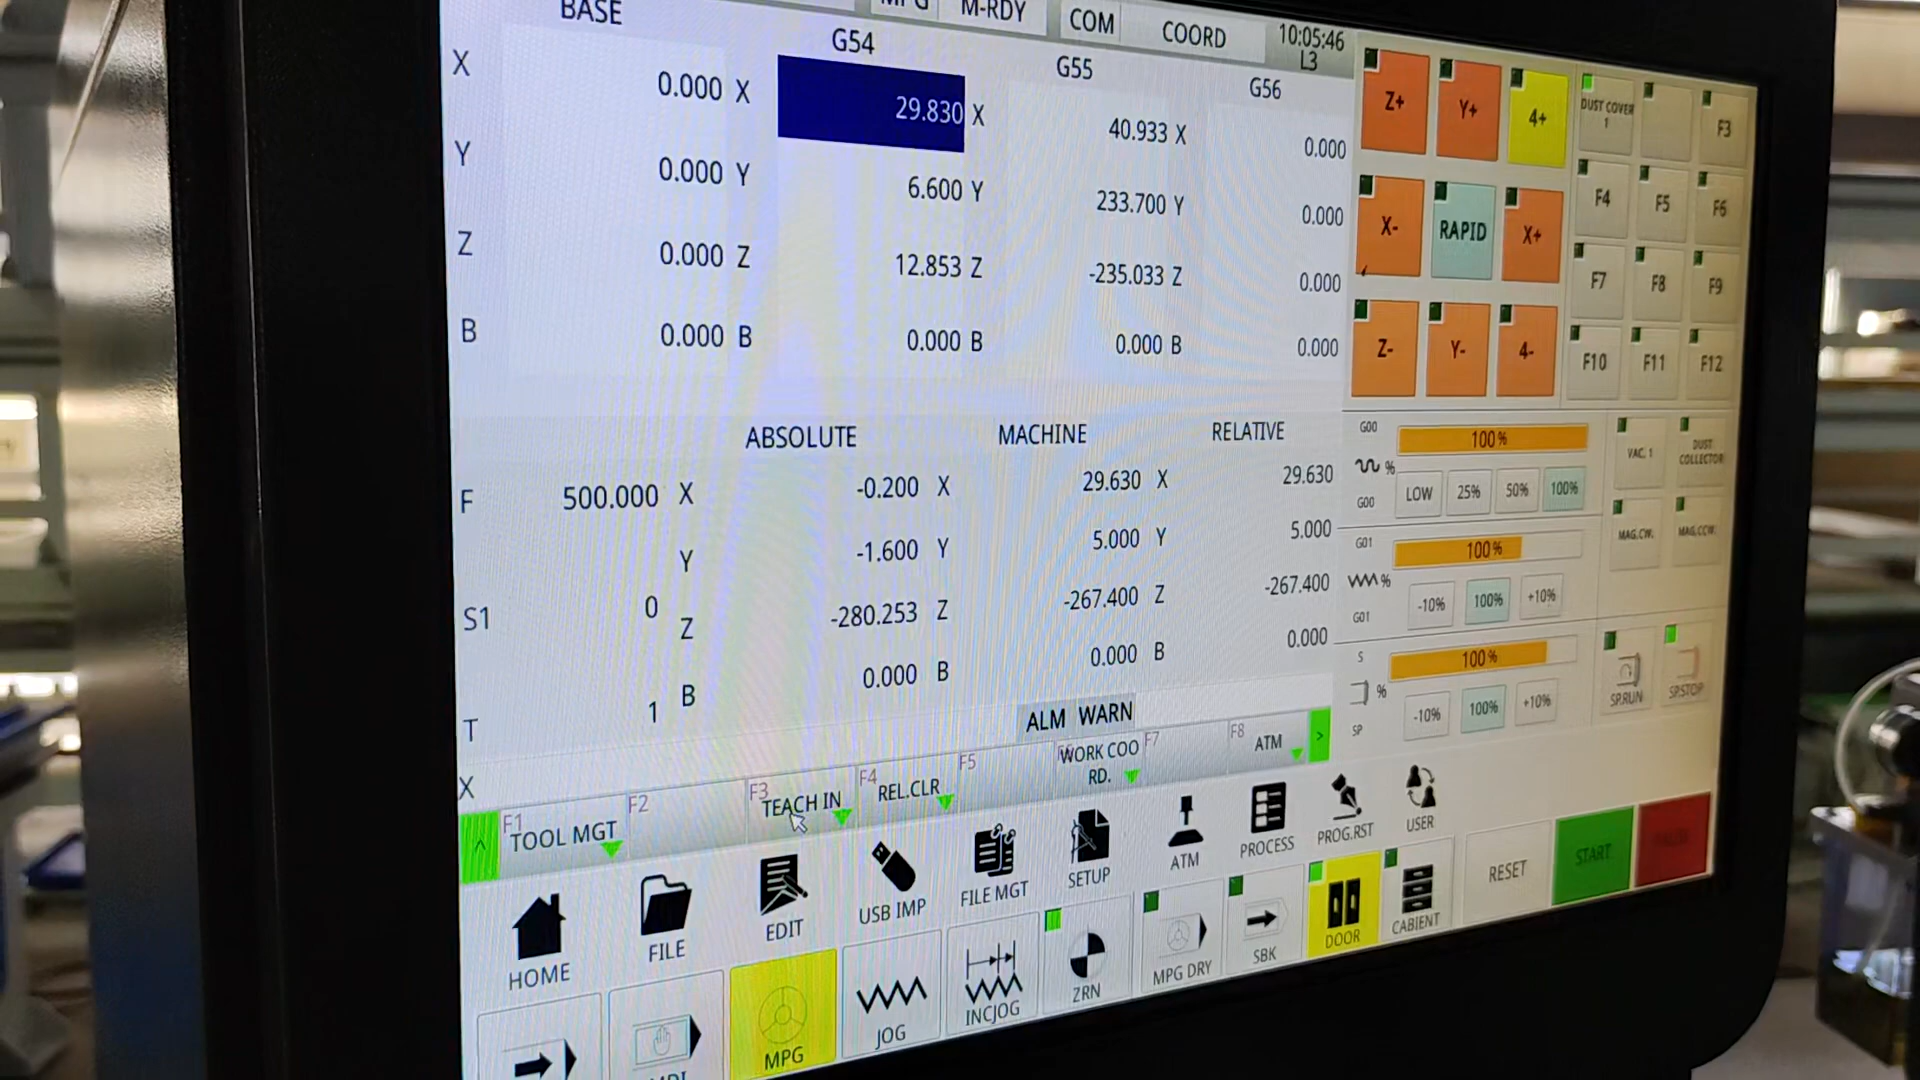 M-RDY COM COORD 10:05:46 L3
BASE G54 G55 G56
X 0.000 X 29.830 X 40.933 X 0.000
Y 0.000 Y 6.600 Y 233.700 Y 0.000
Z 0.000 Z 12.853 Z -235.033 Z 0.000
B 0.000 B 0.000 B 0.000 B 0.000
ABSOLUTE MACHINE RELATIVE
F 500.000 X -0.200 X 29.630 X 29.630
Y -1.600 Y 5.000 Y 5.000
S1 0 Z -280.253 Z -267.400 Z -267.400
T 1 B 0.000 B 0.000 B 0.000
ALM WARN
X
F1 TOOL MGT F2 F3 TEACH IN F4 REL.CLR F5 WORK COO RD. F7 F8 ATM >
HOME FILE EDIT USB IMP FILE MGT SETUP ATM PROCESS PROG.RST USER
MPG JOG INCJOG ZRN MPG DRY SBK DOOR CABIENT RESET START
Z+ Y+ 4+ DUST COVER 1 F3
X- RAPID X+ F4 F5 F6
F7 F8 F9
Z- Y- 4- F10 F11 F12
G00 100%
% LOW 25% 50% 100%
G00
VAC. 1 DUST COLLECTOR
G01 100%
% -10% 100% +10%
G01
MAG.CW. MAG.CCW.
S 100%
% -10% 100% +10%
SP
SP.RUN SP.STOP